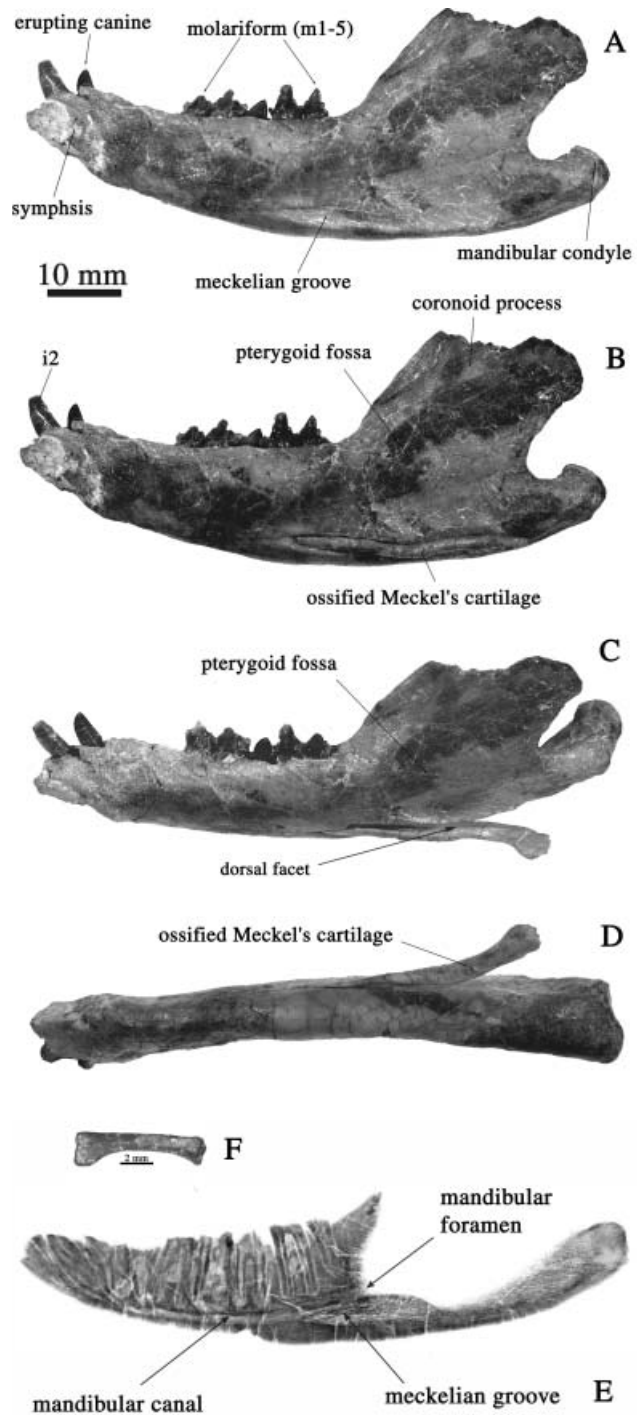 erupting canine
molariform (m1-5)
A
symphsis
10 mm
meckelian groove
mandibular condyle
coronoid process
pterygoid fossa
B
i2
ossified Meckel's cartilage
C
pterygoid fossa
dorsal facet
D
ossified Meckel's cartilage
F
2 mm
mandibular
foramen
mandibular canal
meckelian groove
E